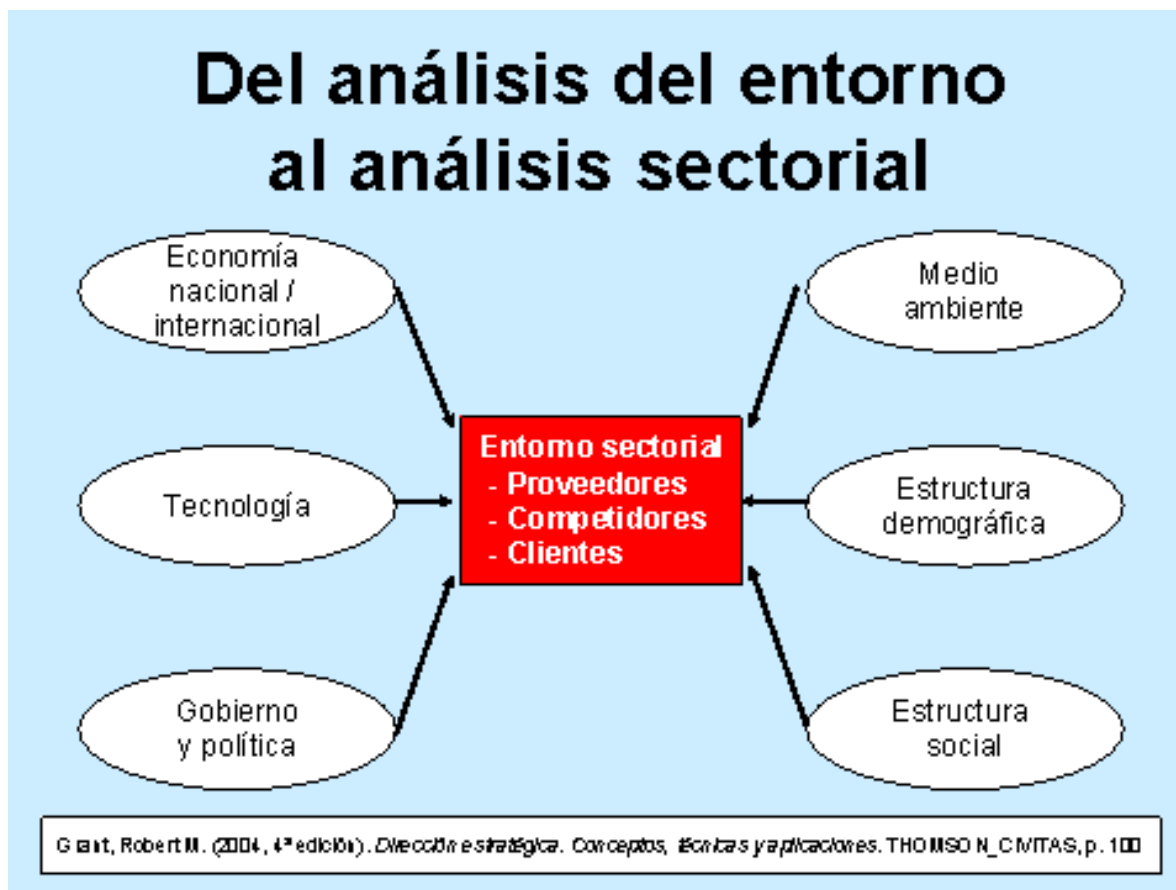 Del análisis del entorno
al análisis sectorial
Economía
nacional /
internacional
Medio
ambiente
Entorno sectorial
- Proveedores
- Competidores
- Clientes
Tecnología
Estructura
demográfica
Gobierno
y política
Estructura
social
Grant, Robert M. (2004, 4ª edición). Dirección estratégica. Conceptos, técnicas y aplicaciones. THOMSON_CIVITAS, p. 100